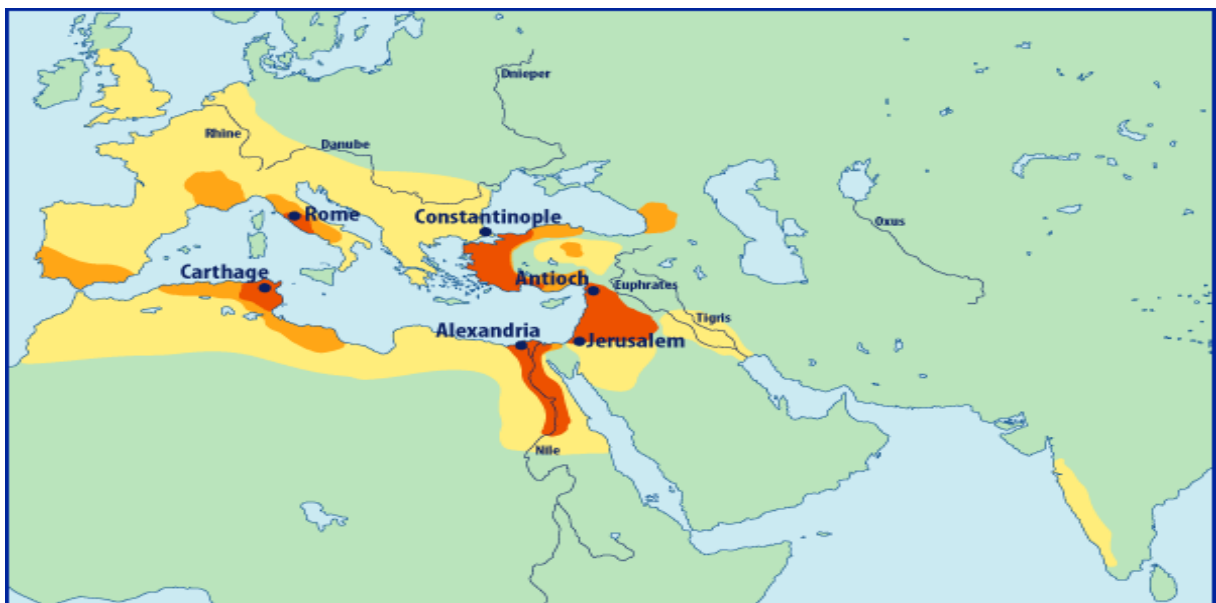 Dnieper
Rhine
Danube
Rome
Constantinople
Oxus
Carthage
Antioch
Euphrates
Tigris
Alexandria
Jerusalem
Nile